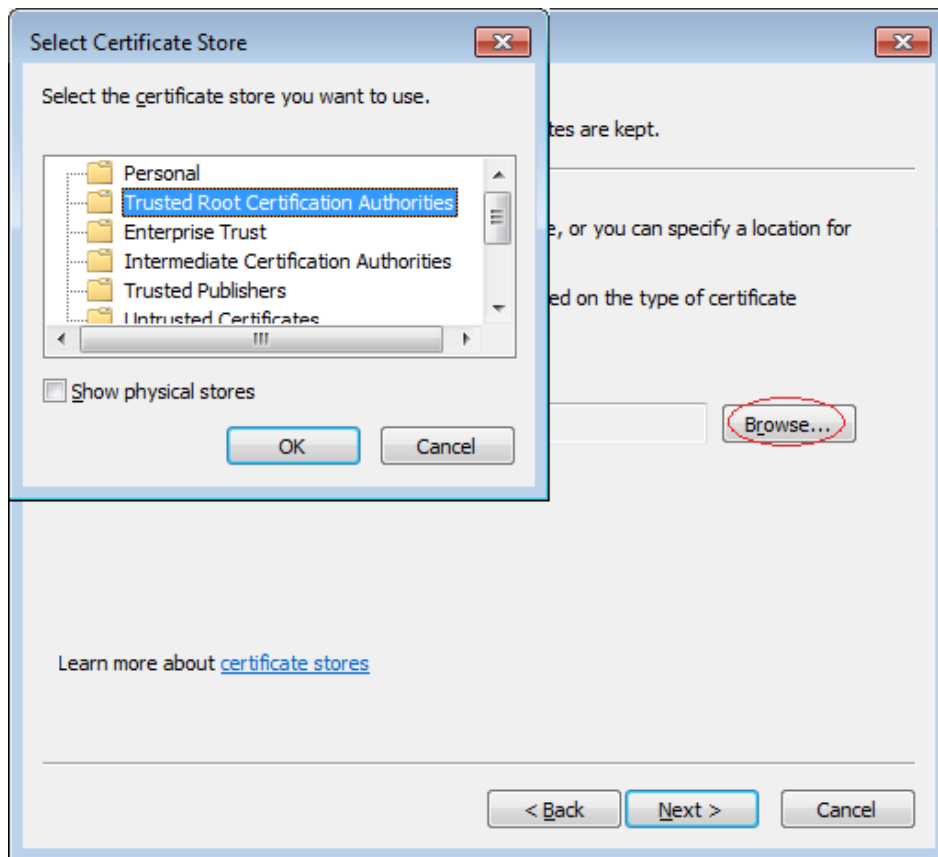 Select Certificate Store
Select the certificate store you want to use.
tes are kept.
Personal
Trusted Root Certification Authorities
e, or you can specify a location for
Enterprise Trust
Intermediate Certification Authorities
Trusted Publishers
ed on the type of certificate
Untrusted Certificates
Show physical stores
Browse...
OK Cancel
Learn more about certificate stores
< Back Next > Cancel